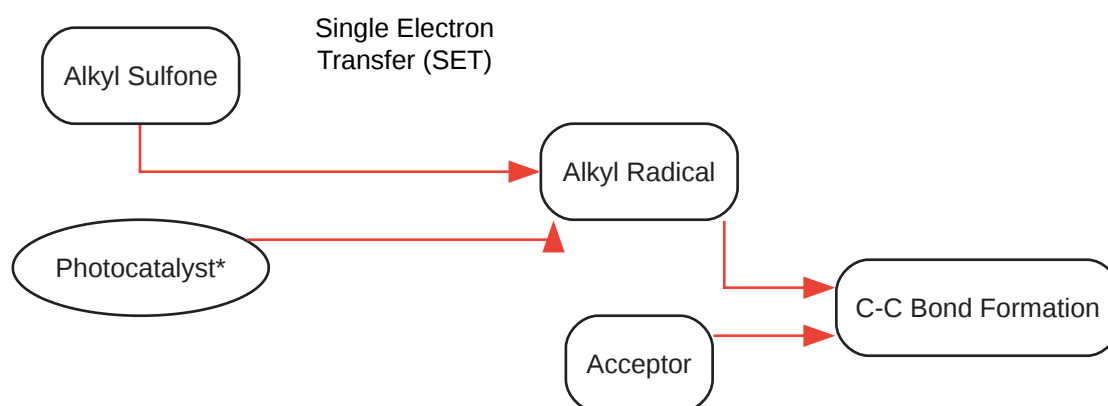 Single Electron
Transfer (SET)
Alkyl Sulfone
Alkyl Radical
Photocatalyst*
C-C Bond Formation
Acceptor